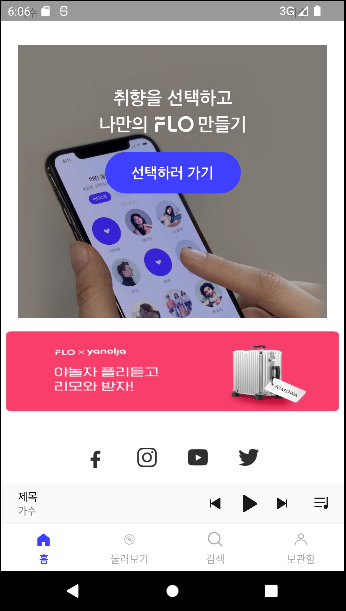 6:06
3G
취향을 선택하고
나만의 FLO 만들기
선택하러 가기
FLO × yanolja
야놀자 플리듣고
리모와 받자!
제목
가수
홈
둘러보기
검색
보관함